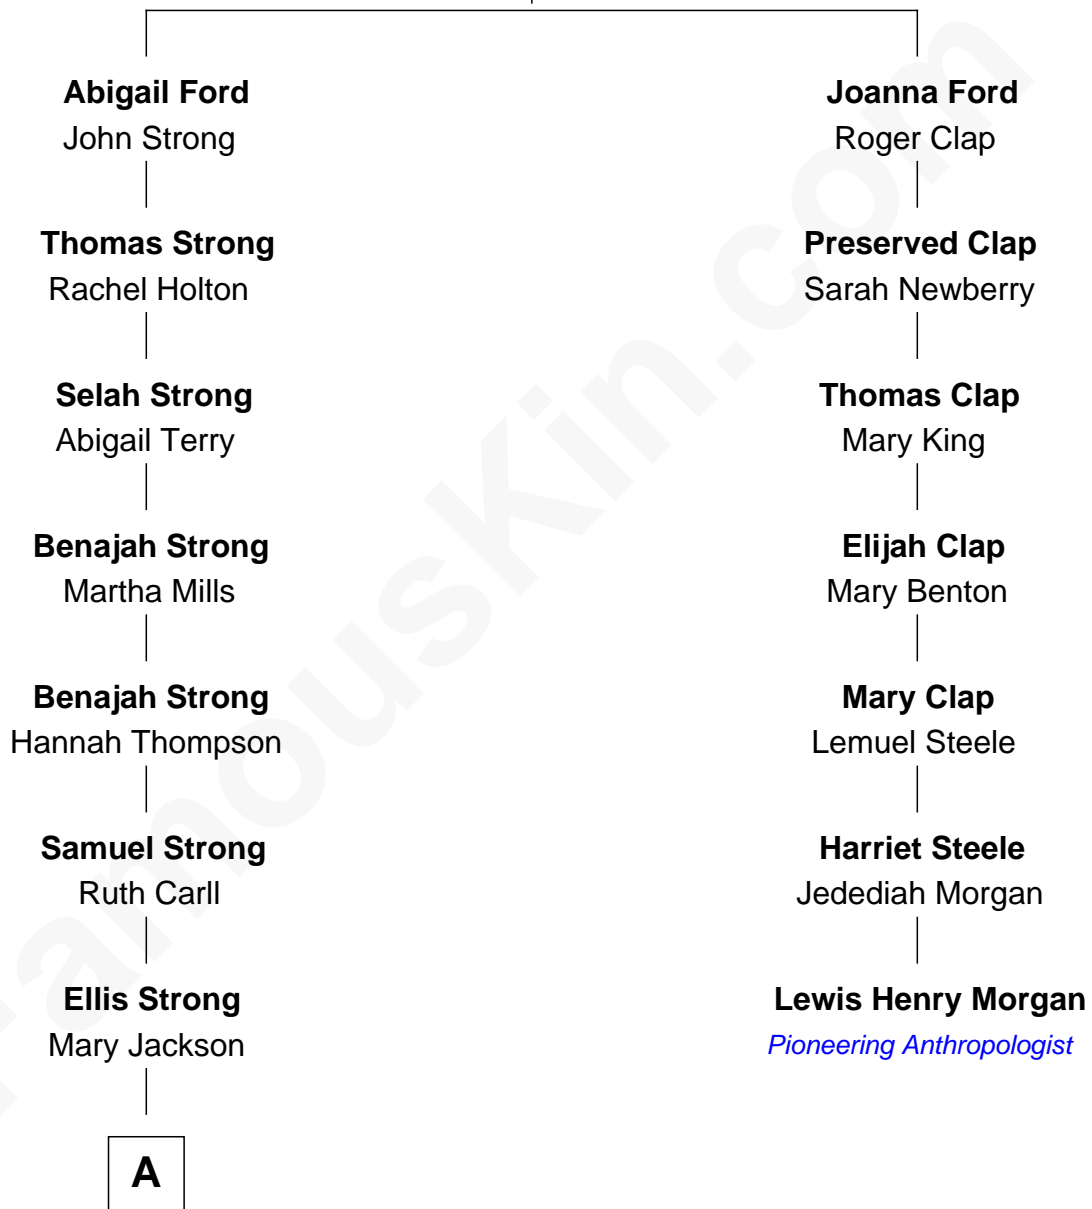 Abigail Ford
John Strong
Joanna Ford
Roger Clap
Thomas Strong
Rachel Holton
Preserved Clap
Sarah Newberry
Selah Strong
Abigail Terry
Thomas Clap
Mary King
Benajah Strong
Martha Mills
Elijah Clap
Mary Benton
Benajah Strong
Hannah Thompson
Mary Clap
Lemuel Steele
Samuel Strong
Ruth Carll
Harriet Steele
Jedediah Morgan
Ellis Strong
Mary Jackson
Lewis Henry Morgan
Pioneering Anthropologist
A
FamousKin.com